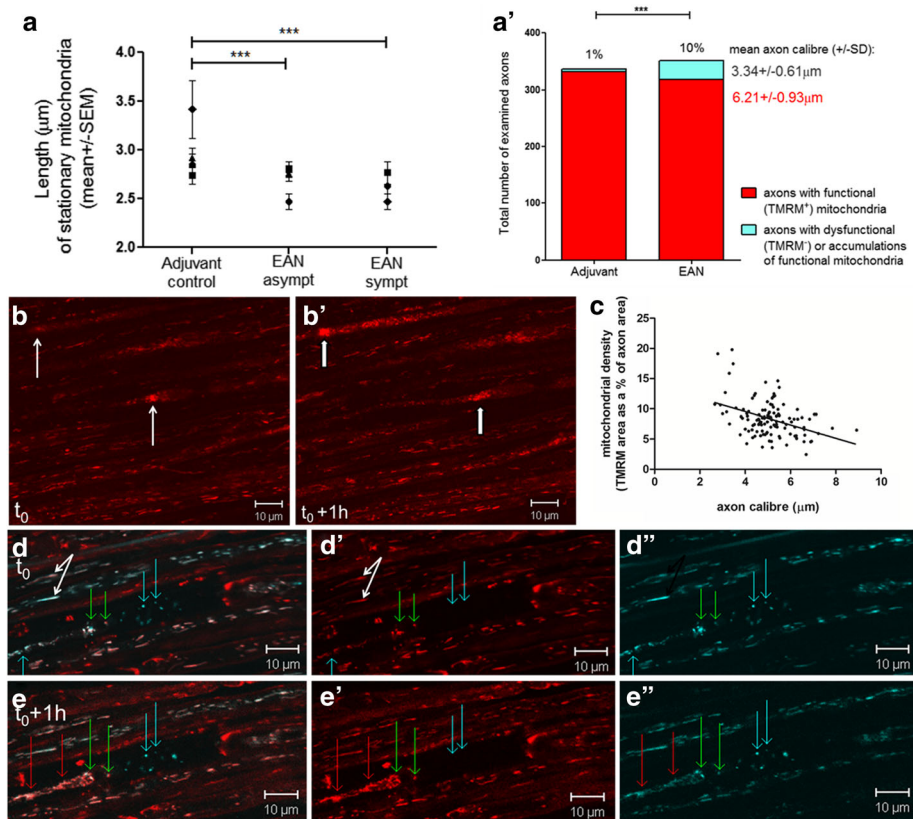 a
***
***
4.0
3.5
3.0
2.5
2.0
Length (μm)
of stationary mitochondria
(mean+/-SEM)
Adjuvant
control
EAN
asympt
EAN
sympt
a’
***
400
300
200
100
0
Total number of examined axons
1%
10%
Adjuvant
EAN
mean axon calibre (+/-SD):
3.34+/-0.61μm
6.21+/-0.93μm
axons with functional
(TMRM⁺) mitochondria
axons with dysfunctional
(TMRM⁻) or accumulations
of functional mitochondria
b
t₀
10 μm
b’
t₀ +1h
10 μm
c
25
20
15
10
5
0
mitochondrial density
(TMRM area as a % of axon area)
0
2
4
6
8
10
axon calibre (μm)
d
t₀
10 μm
d’
10 μm
d’’
10 μm
e
t₀+1h
10 μm
e’
10 μm
e’’
10 μm